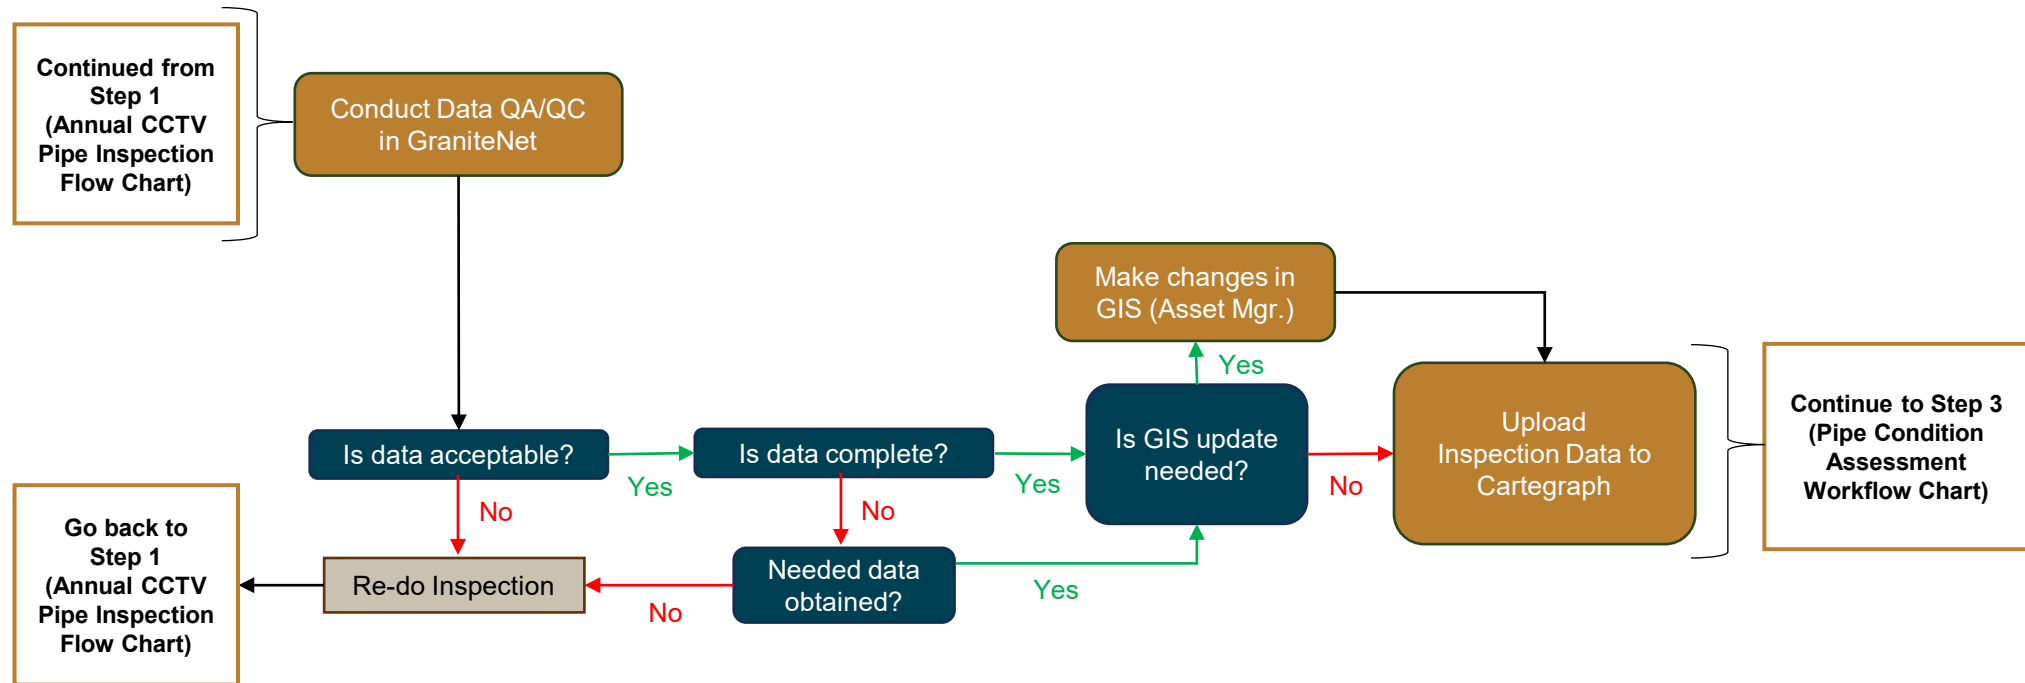 Continued from
Step 1
(Annual CCTV
Pipe Inspection
Flow Chart)
Conduct Data QA/QC
in GraniteNet
Make changes in
GIS (Asset Mgr.)
Yes
Is data acceptable?
Yes
Is data complete?
Yes
Is GIS update
needed?
No
Upload
Inspection Data to
Cartegraph
Continue to Step 3
(Pipe Condition
Assessment
Workflow Chart)
No
No
Go back to
Step 1
(Annual CCTV
Pipe Inspection
Flow Chart)
Re-do Inspection
No
Needed data
obtained?
Yes